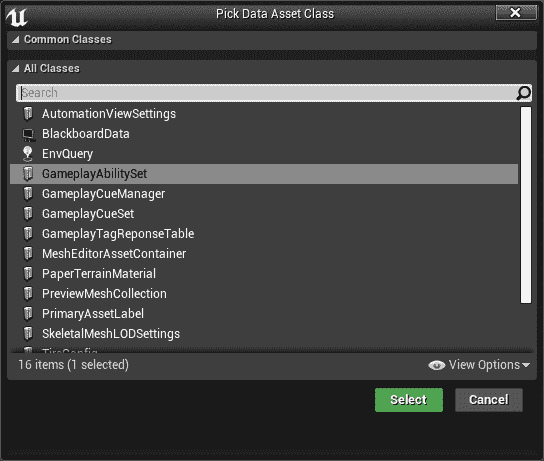 Pick Data Asset Class
Common Classes
All Classes
Search
AutomationViewSettings
BlackboardData
EnvQuery
GameplayAbilitySet
GameplayCueManager
GameplayCueSet
GameplayTagReponseTable
MeshEditorAssetContainer
PaperTerrainMaterial
PreviewMeshCollection
PrimaryAssetLabel
SkeletalMeshLODSettings
TireConfig
16 items (1 selected) View Options
Select Cancel